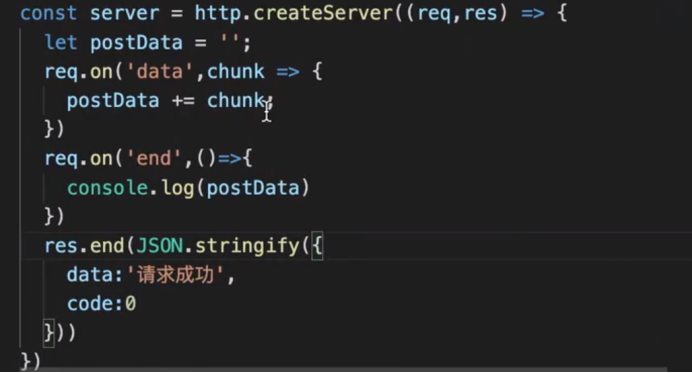 const server = http.createServer((req,res) => {
  let postData = '';
  req.on('data',chunk => {
    postData += chunk;
  })
  req.on('end',()=>{
    console.log(postData)
  })
  res.end(JSON.stringify({
    data:'请求成功',
    code:0
  }))
})